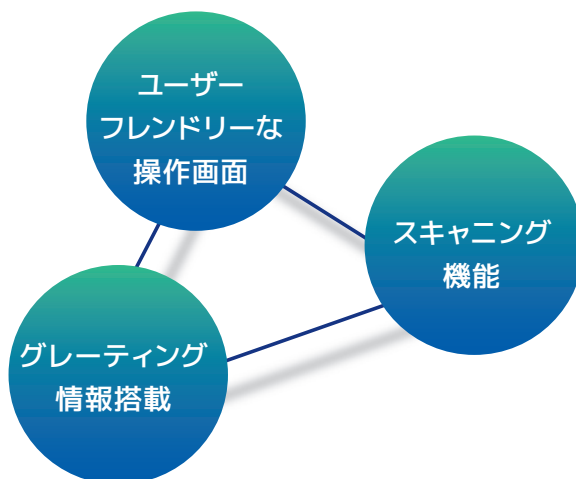 ユーザー
フレンドリーな
操作画面
スキャニング
機能
グレーティング
情報搭載